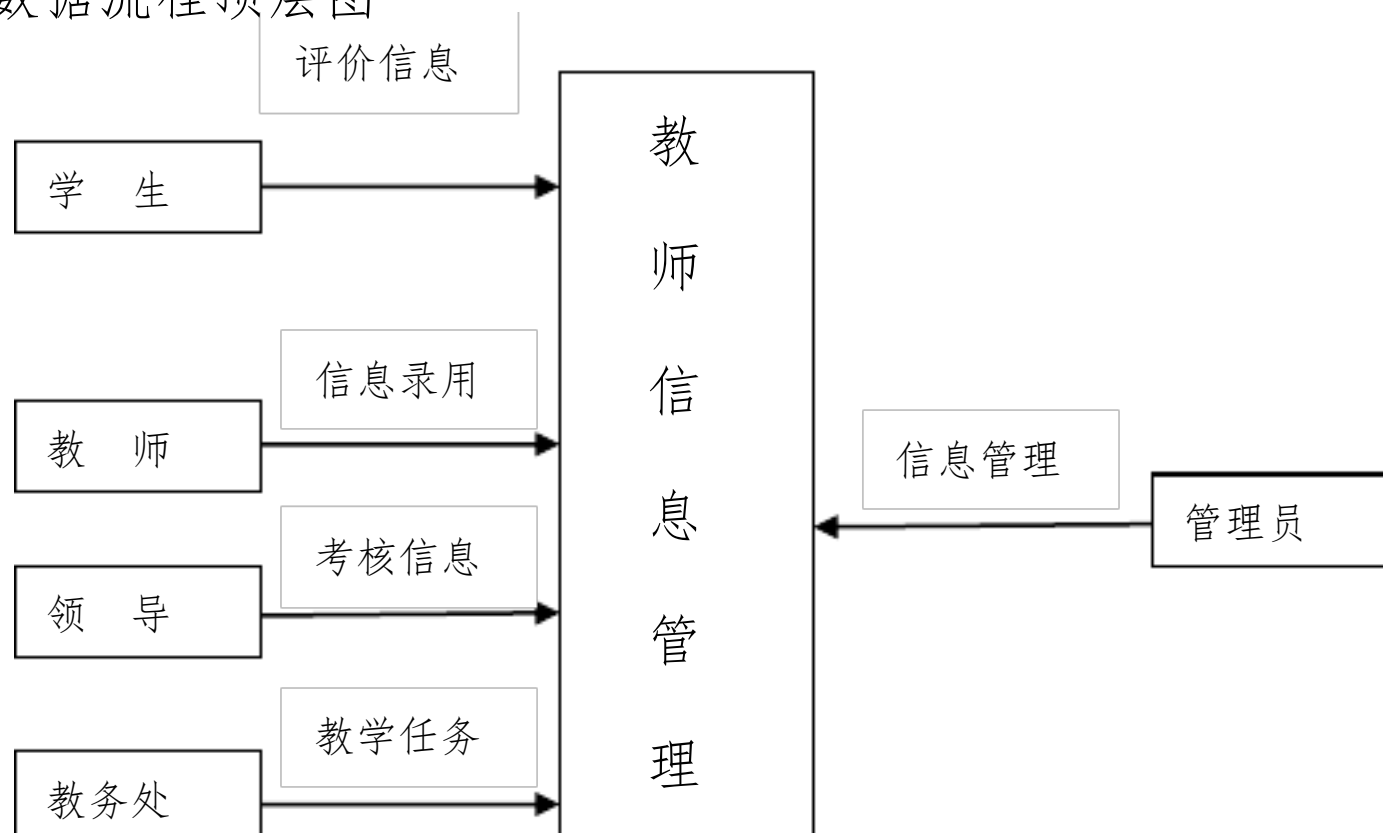 数据流程顶层图
评价信息
学 生
信息录用
教 师
考核信息
领 导
教学任务
教务处
教
师
信
息
管
理
信息管理
管理员